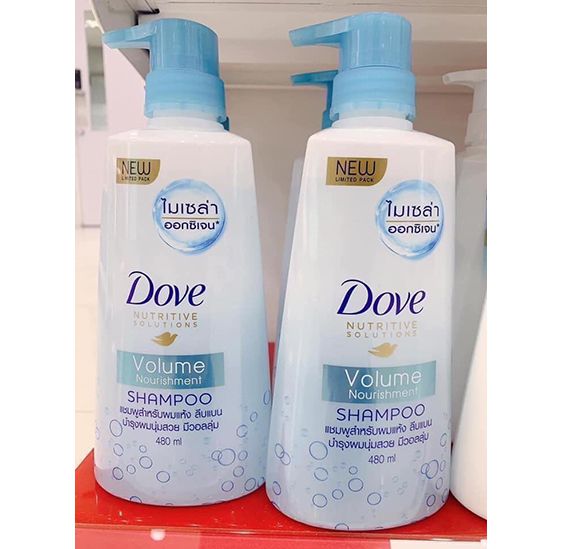 NEW
LIMITED PACK
ไมเซล่า
ออกซิเจน*
Dove
NUTRITIVE
SOLUTIONS
Volume
Nourishment
SHAMPOO
แชมพูสำหรับผมแห้ง ลีบแบน
บำรุงผมนุ่มสวย มีวอลลุ่ม
480 ml
NEW
LIMITED PACK
ไมเซล่า
ออกซิเจน*
Dove
NUTRITIVE
SOLUTIONS
Volume
Nourishment
SHAMPOO
แชมพูสำหรับผมแห้ง ลีบแบน
บำรุงผมนุ่มสวย มีวอลลุ่ม
480 ml